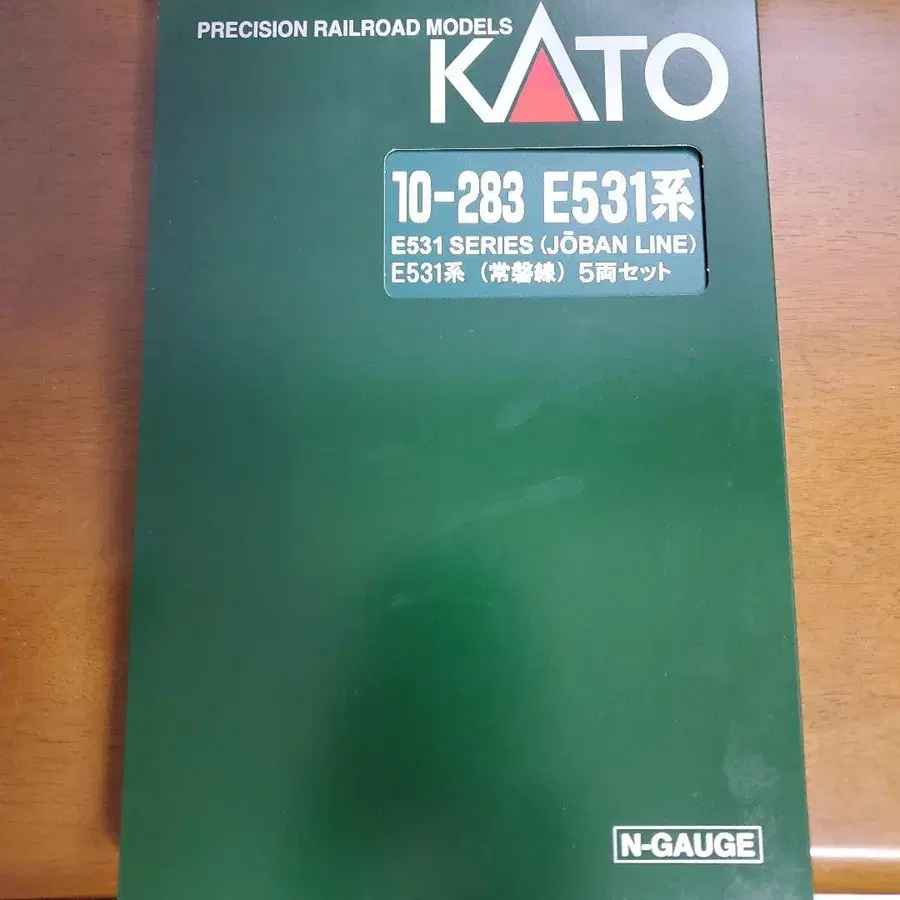 PRECISION RAILROAD MODELS
KATO
10-283 E531系
E531 SERIES (JŌBAN LINE)
E531系 (常磐線) 5両セット
N-GAUGE